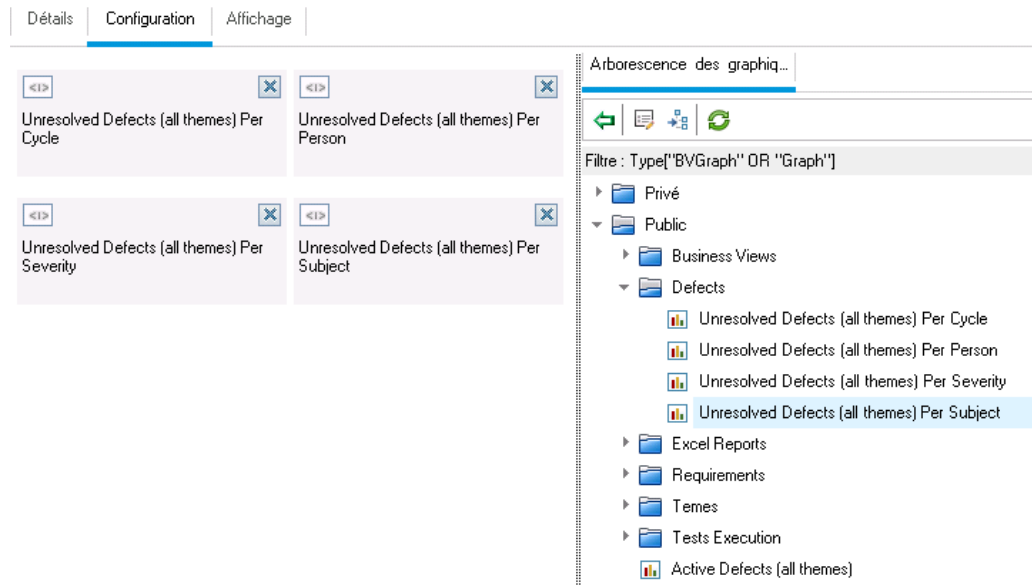 Détails
Configuration
Affichage
Unresolved Defects (all themes) Per
Cycle
Unresolved Defects (all themes) Per
Person
Unresolved Defects (all themes) Per
Severity
Unresolved Defects (all themes) Per
Subject
Arborescence des graphiq...
Filtre : Type["BVGraph" OR "Graph"]
Privé
Public
Business Views
Defects
Unresolved Defects (all themes) Per Cycle
Unresolved Defects (all themes) Per Person
Unresolved Defects (all themes) Per Severity
Unresolved Defects (all themes) Per Subject
Excel Reports
Requirements
Temes
Tests Execution
Active Defects (all themes)